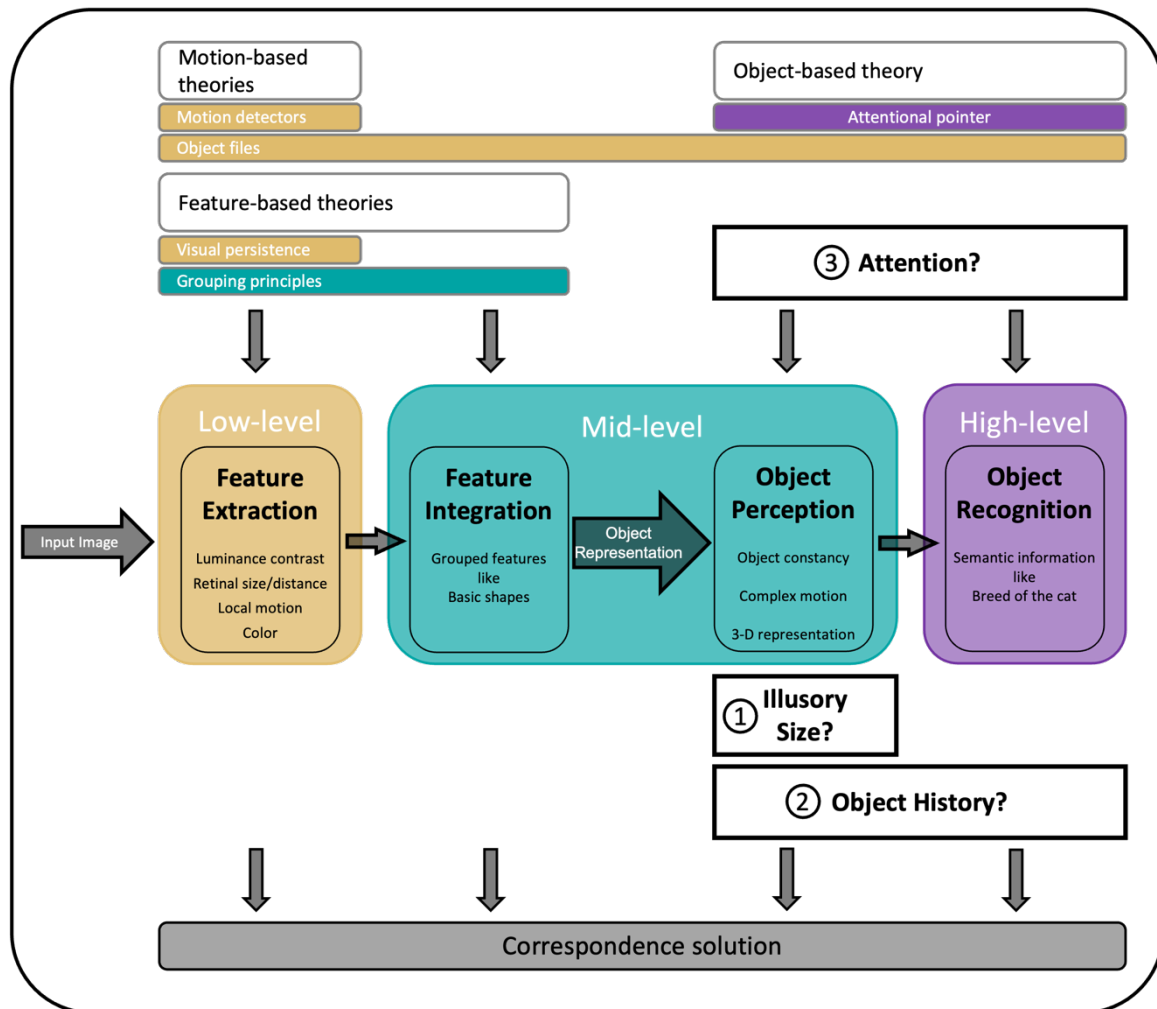 Motion-based
theories
Object-based theory
Motion detectors
Attentional pointer
Object files
Feature-based theories
Visual persistence
Grouping principles
③ Attention?
Low-level
Mid-level
High-level
Feature
Extraction
Luminance contrast
Retinal size/distance
Local motion
Color
Feature
Integration
Grouped features
like
Basic shapes
Object
Perception
Object constancy
Complex motion
3-D representation
Object
Recognition
Semantic information
like
Breed of the cat
Input Image
Object
Representation
① Illusory
Size?
② Object History?
Correspondence solution